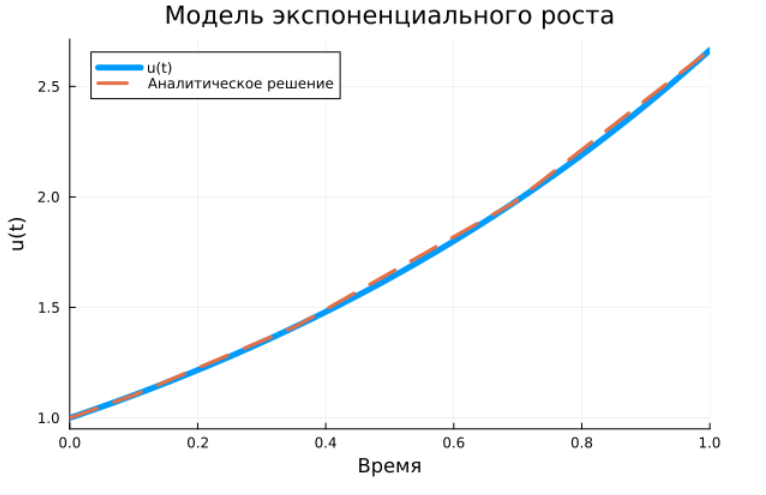 Модель экспоненциального роста
u(t)
Аналитическое решение
u(t)
2.5
2.0
1.5
1.0
0.0
0.2
0.4
0.6
0.8
1.0
Время